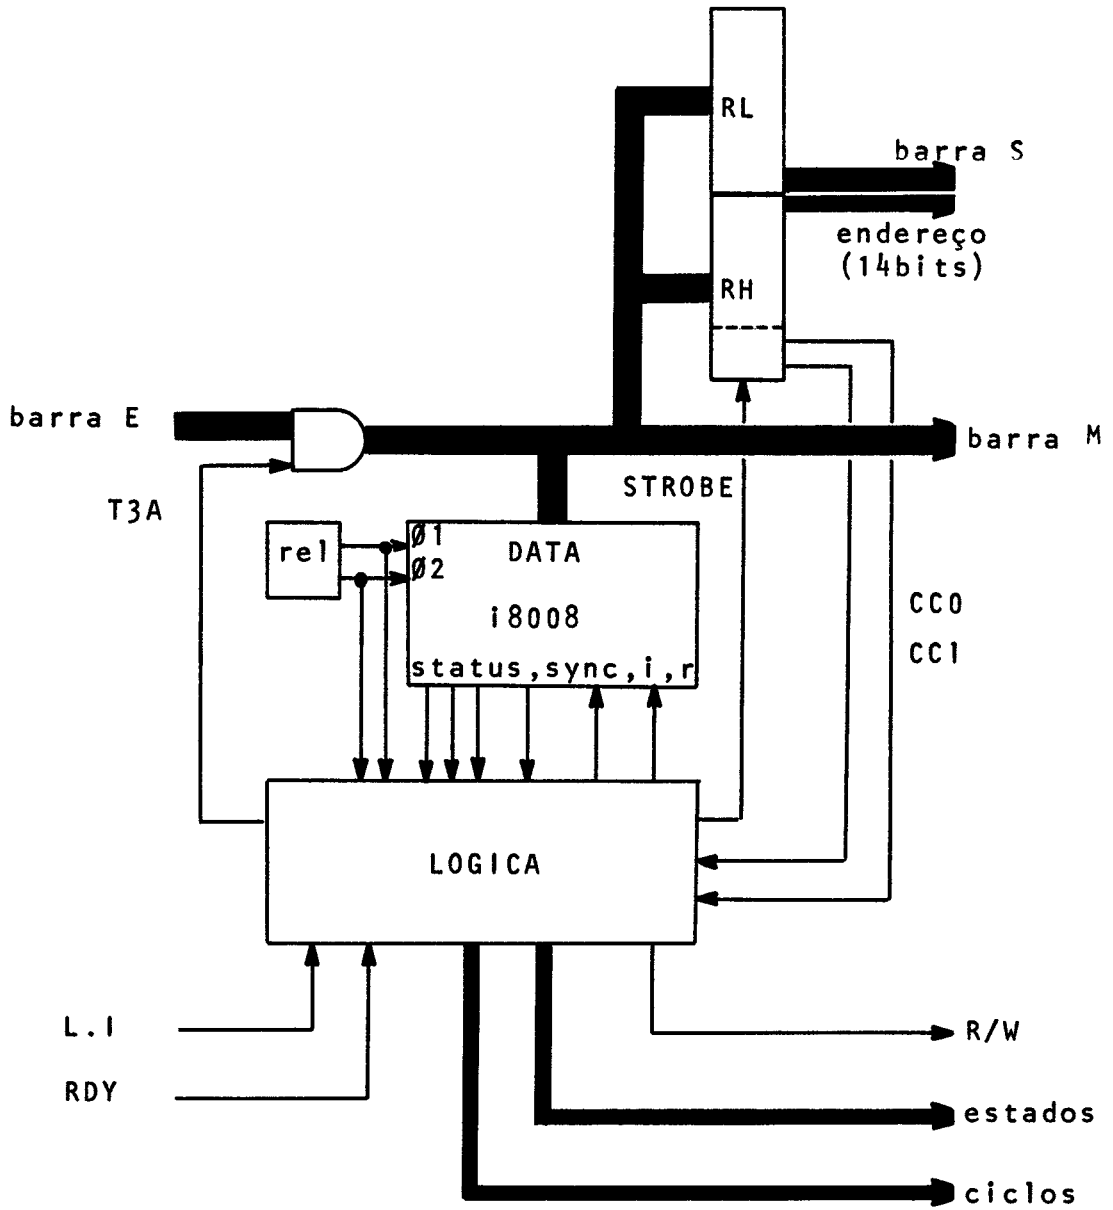 RL
barra S
endereço
(14bits)
RH
barra E
barra M
STROBE
T3A
rel
Ø1
Ø2
DATA
i8008
status,sync,i,r
CC0
CC1
LOGICA
L.I
RDY
R/W
estados
ciclos